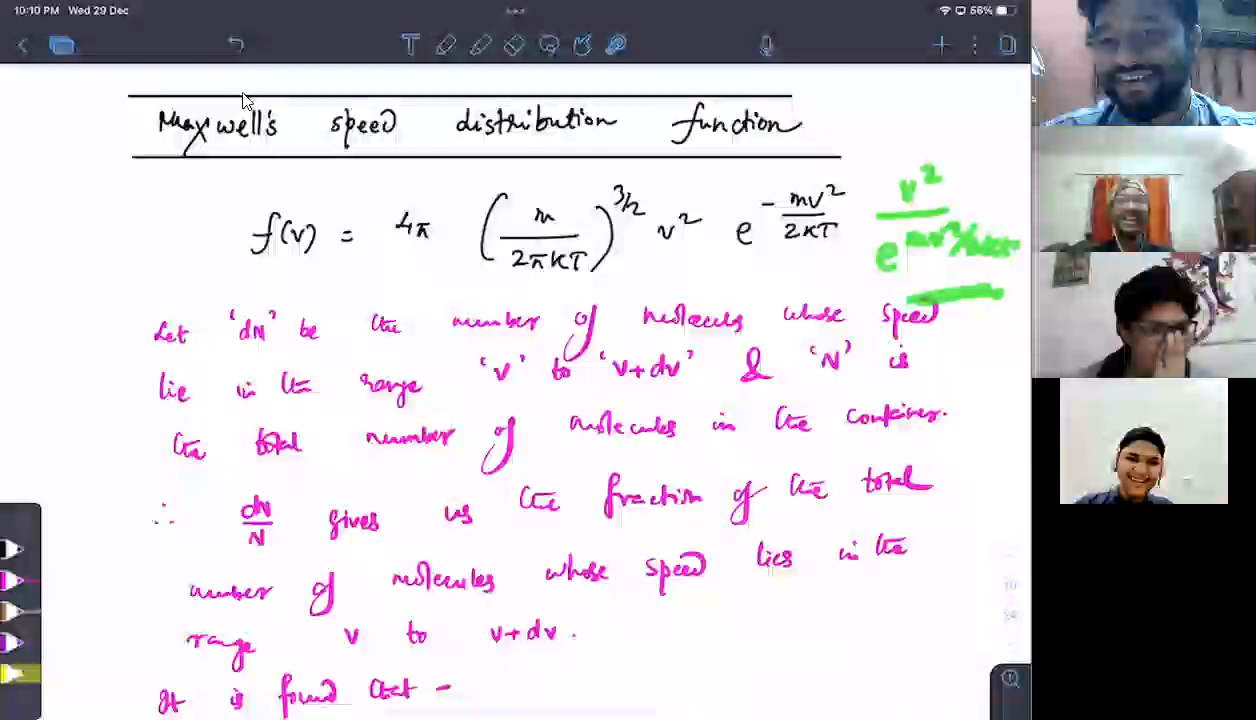 10:10 PM Wed 29 Dec
56%
Maxwell's speed distribution function
f(v) = 4π (m/2πkT)^3/2 v² e^-mv²/2kT
v²
e
Let 'dN' be the number of molecules whose speed
lie in the range 'v' to 'v+dv' & 'N' is
the total number of molecules in the container.
∴ dN/N gives us the fraction of the total
number of molecules whose speed lies in the
range v to v+dv.
It is found that -